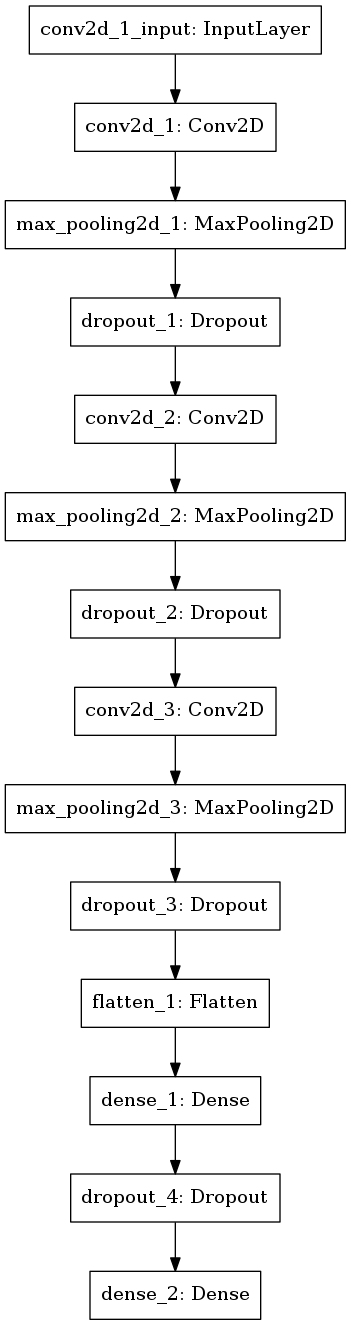 conv2d_1_input: InputLayer
conv2d_1: Conv2D
max_pooling2d_1: MaxPooling2D
dropout_1: Dropout
conv2d_2: Conv2D
max_pooling2d_2: MaxPooling2D
dropout_2: Dropout
conv2d_3: Conv2D
max_pooling2d_3: MaxPooling2D
dropout_3: Dropout
flatten_1: Flatten
dense_1: Dense
dropout_4: Dropout
dense_2: Dense